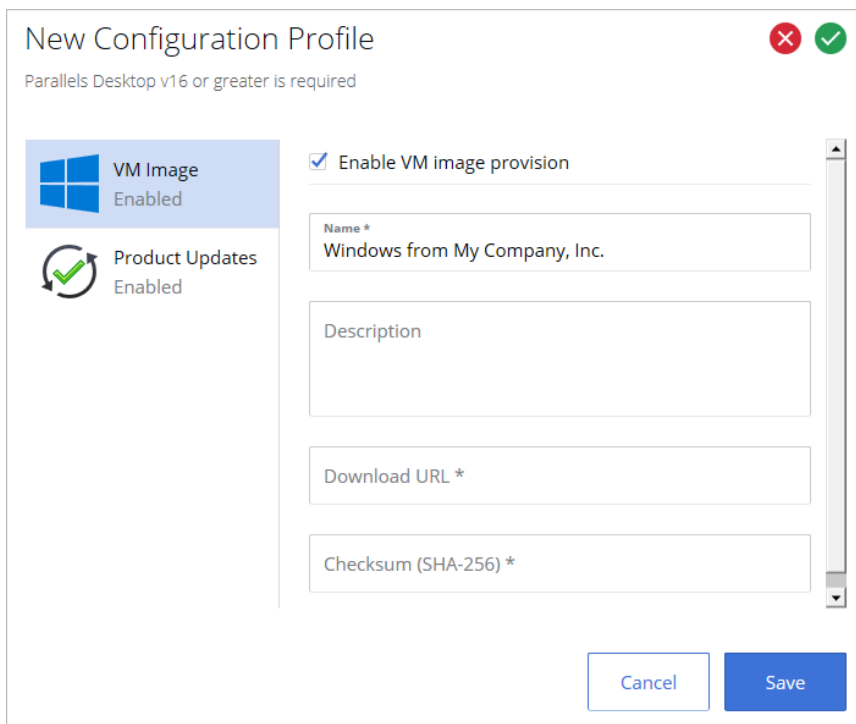 New Configuration Profile
Parallels Desktop v16 or greater is required
VM Image
Enabled
Product Updates
Enabled
Enable VM image provision
Name *
Windows from My Company, Inc.
Description
Download URL *
Checksum (SHA-256) *
Cancel
Save